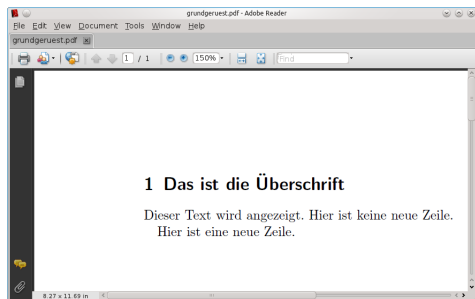 grundgeruest.pdf - Adobe Reader
File Edit View Document Tools Window Help
grundgeruest.pdf
1 / 1 150% Find
1 Das ist die Überschrift
Dieser Text wird angezeigt. Hier ist keine neue Zeile.
Hier ist eine neue Zeile.
8.27 x 11.69 in